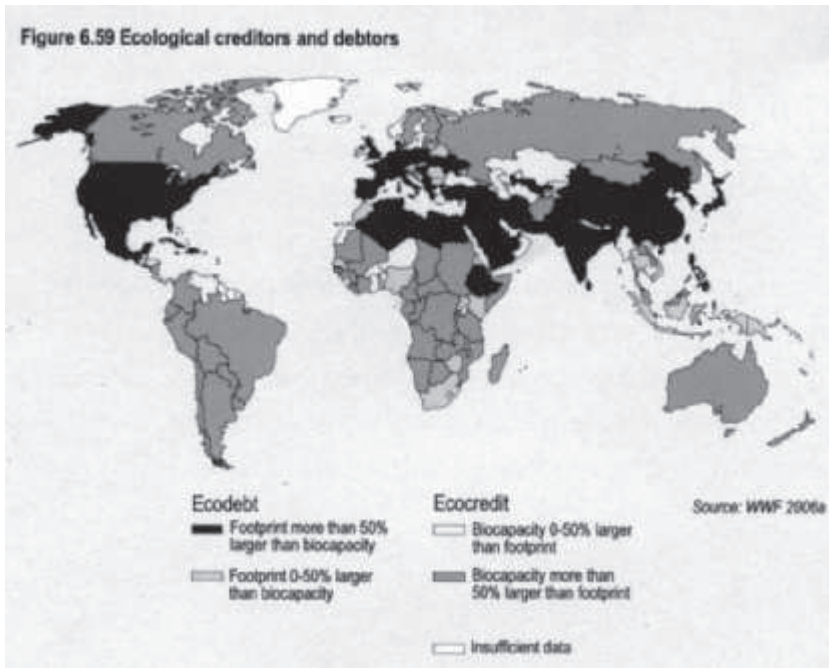 Figure 6.59 Ecological creditors and debtors
Ecodebt
Footprint more than 50%
larger than biocapacity
Footprint 0-50% larger
than biocapacity
Ecocredit
Biocapacity 0-50% larger
than footprint
Biocapacity more than
50% larger than footprint
Insufficient data
Source: WWF 2006a